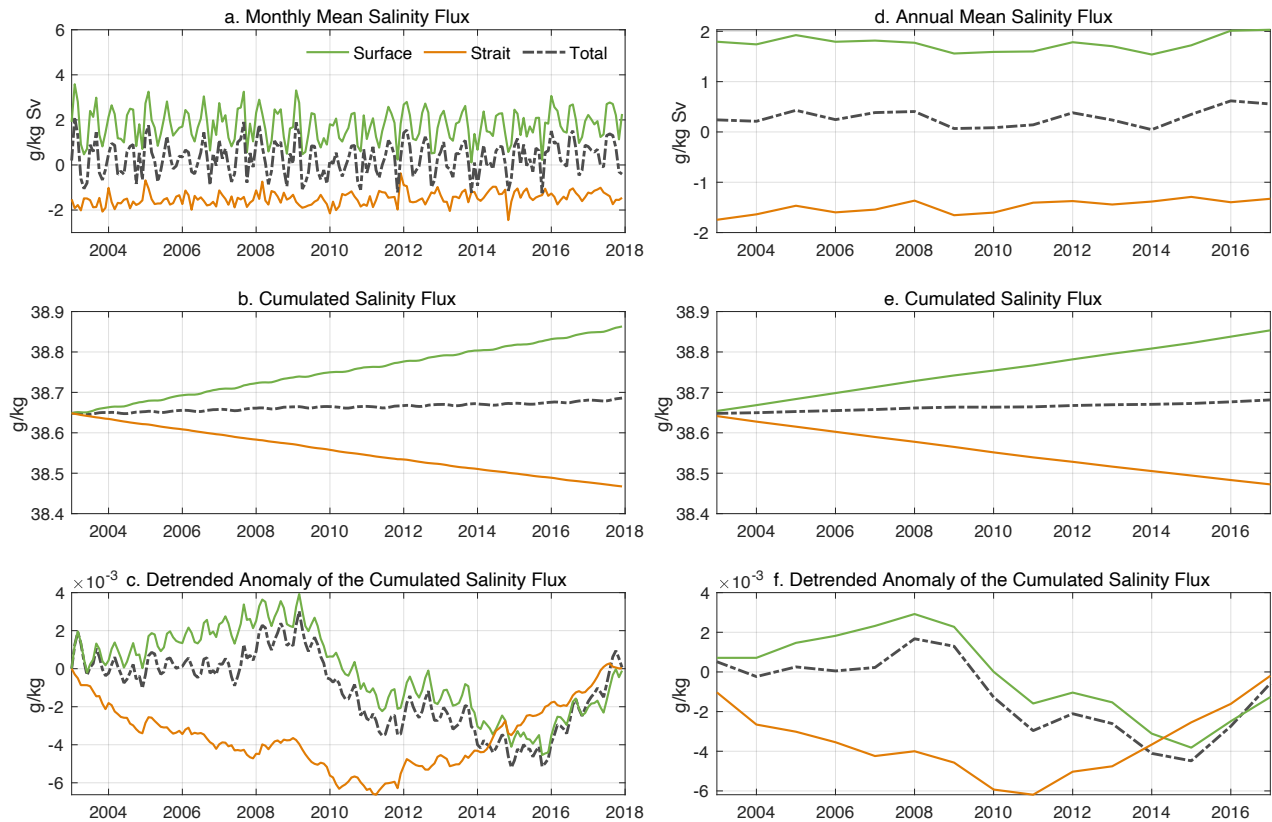 a. Monthly Mean Salinity Flux
6
4
2
0
-2
g/kg Sv
Surface Strait Total
2004 2006 2008 2010 2012 2014 2016 2018
d. Annual Mean Salinity Flux
2
1
0
-1
-2
g/kg Sv
2004 2006 2008 2010 2012 2014 2016
b. Cumulated Salinity Flux
38.9
38.8
38.7
38.6
38.5
38.4
g/kg
2004 2006 2008 2010 2012 2014 2016 2018
e. Cumulated Salinity Flux
38.9
38.8
38.7
38.6
38.5
38.4
g/kg
2004 2006 2008 2010 2012 2014 2016
×10⁻³ c. Detrended Anomaly of the Cumulated Salinity Flux
4
2
0
-2
-4
-6
g/kg
2004 2006 2008 2010 2012 2014 2016 2018
×10⁻³ f. Detrended Anomaly of the Cumulated Salinity Flux
4
2
0
-2
-4
-6
g/kg
2004 2006 2008 2010 2012 2014 2016